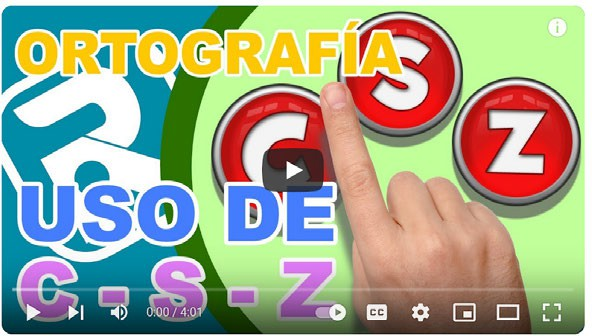 ORTOGRAFÍA
S
C
Z
USO DE
C - S - Z
0:00 / 4:01
CC